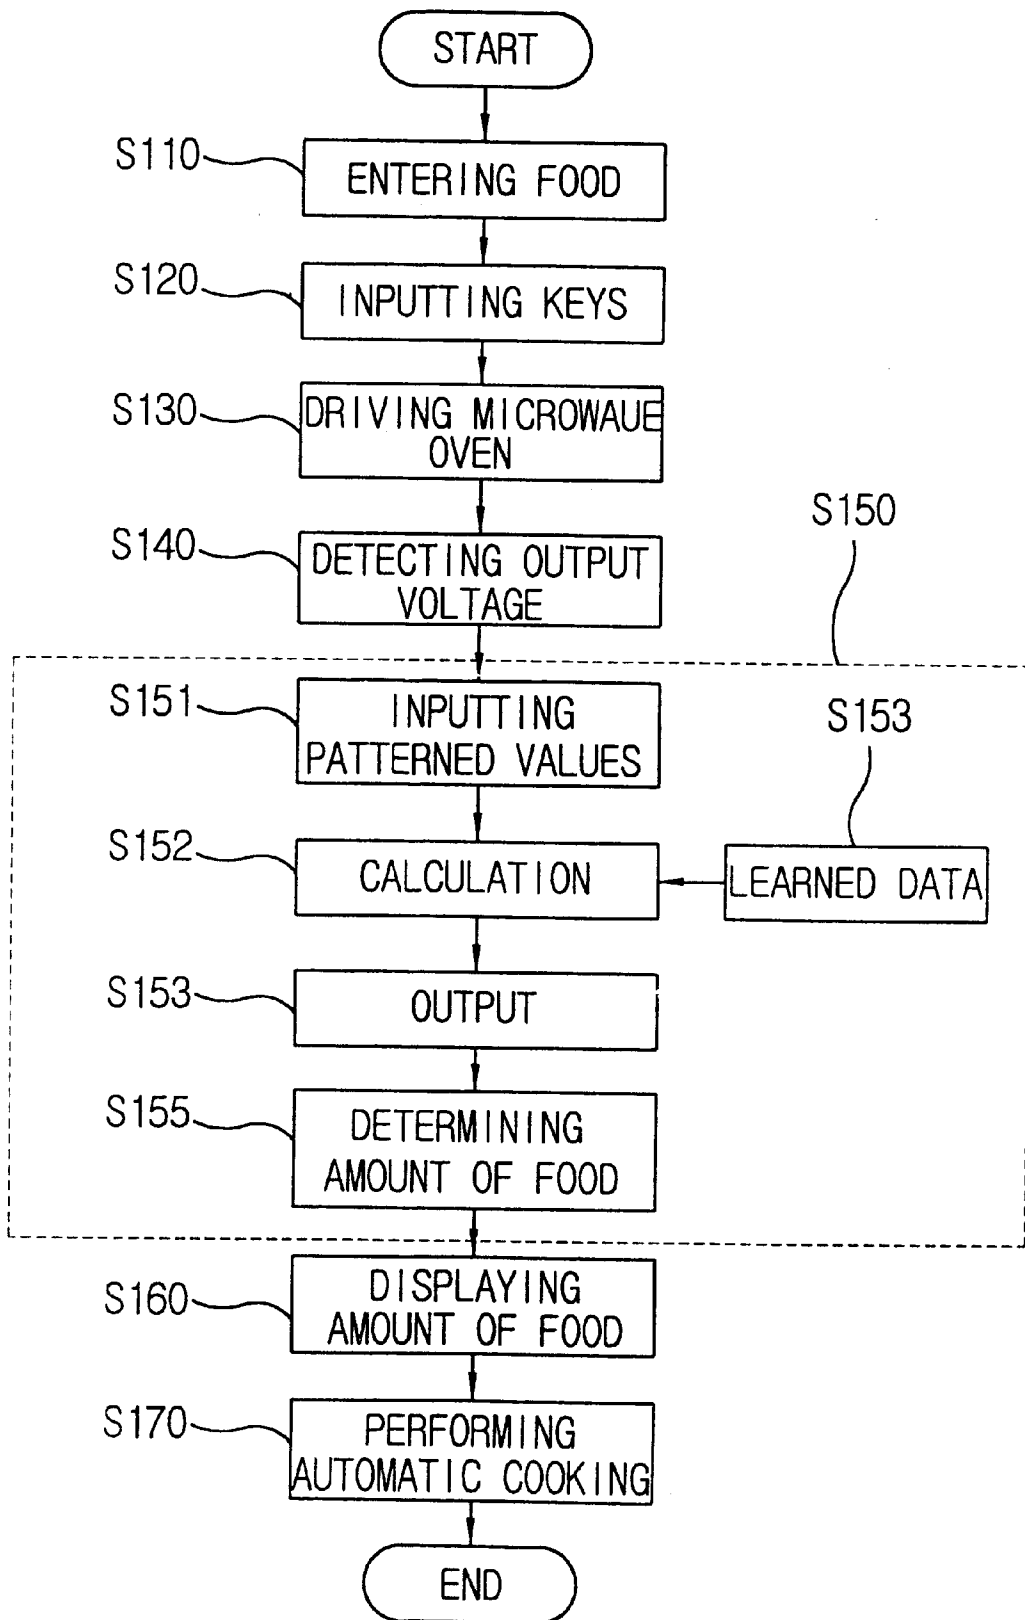 START
S110
ENTERING FOOD
S120
INPUTTING KEYS
S130
DRIVING MICROWAUE
OVEN
S140
DETECTING OUTPUT
VOLTAGE
S150
S151
INPUTTING
PATTERNED VALUES
S153
S152
CALCULATION
LEARNED DATA
S153
OUTPUT
S155
DETERMINING
AMOUNT OF FOOD
S160
DISPLAYING
AMOUNT OF FOOD
S170
PERFORMING
AUTOMATIC COOKING
END